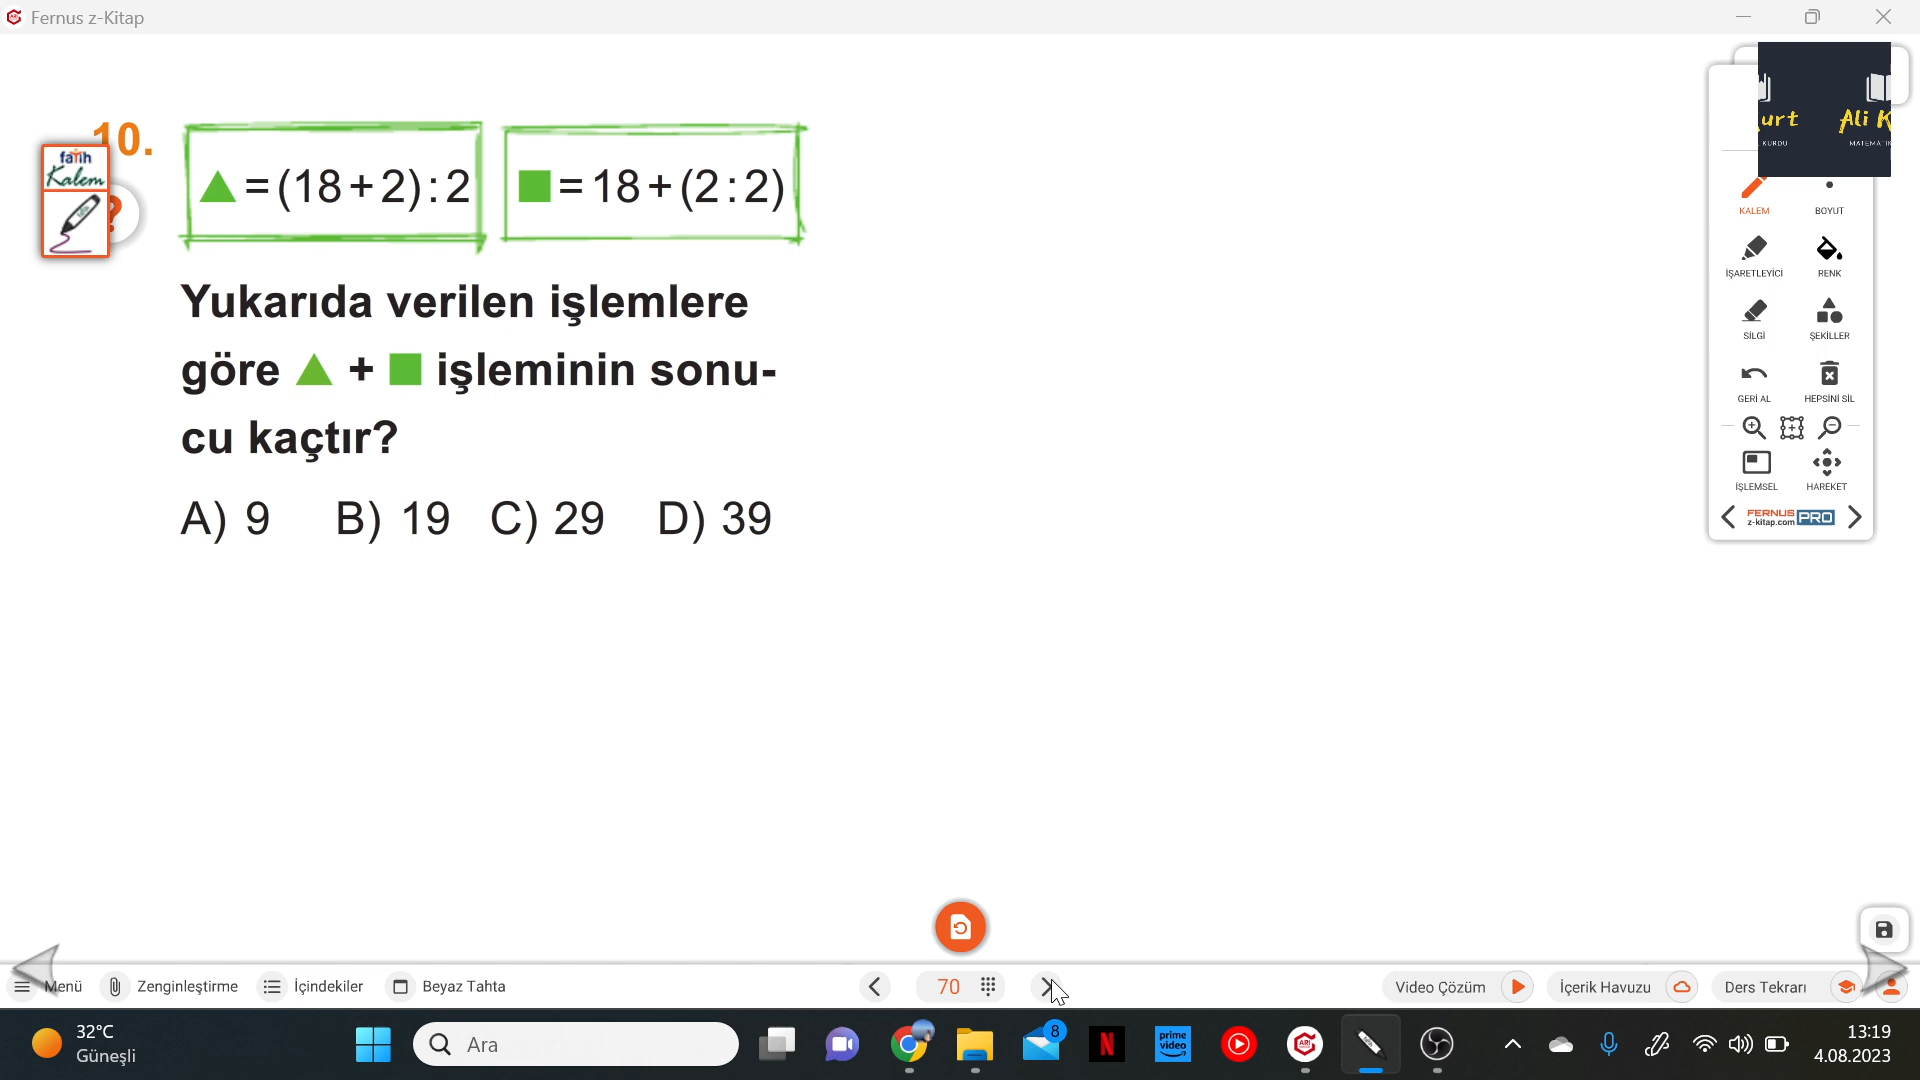 Fernus z-Kitap
10.
▲=(18+2):2
■=18+(2:2)
fatih
Kalem
?
Yukarıda verilen işlemlere
göre ▲ + ■ işleminin sonu-
cu kaçtır?
A) 9 B) 19 C) 29 D) 39
urt Ali K
KURDU MATEMATİK
KALEM BOYUT
İŞARETLEYİCİ RENK
SİLGİ ŞEKİLLER
GERİ AL HEPSİNİ SİL
İŞLEMSEL HAREKET
FERNUS PRO
z-kitap.com
Menü Zenginleştirme İçindekiler Beyaz Tahta 70 Video Çözüm İçerik Havuzu Ders Tekrarı
32°C
Güneşli
Ara
8
N
prime
video
ARI
13:19
4.08.2023